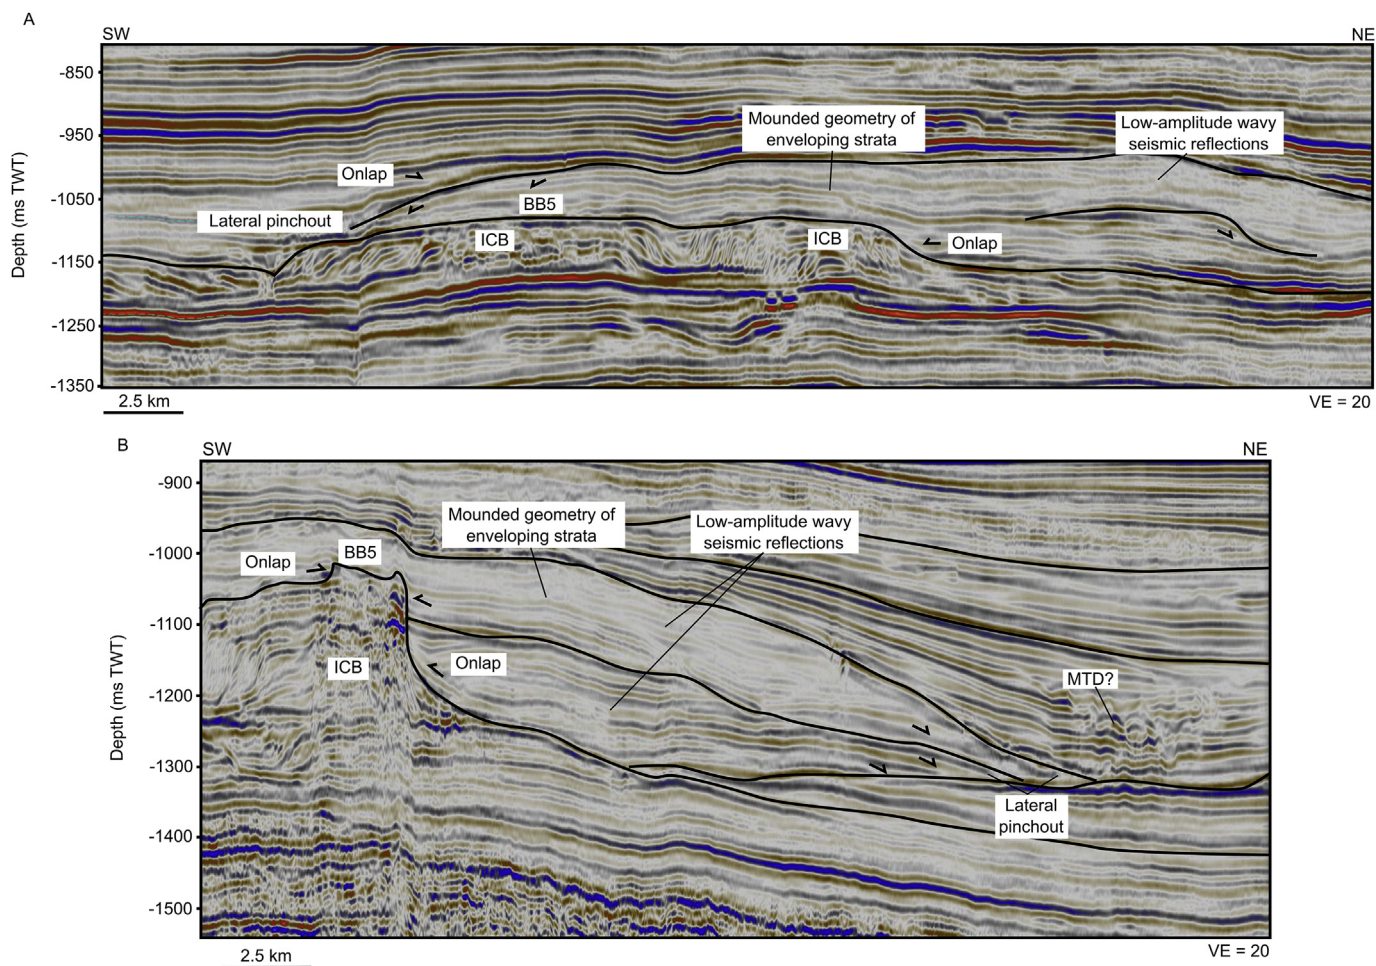 A
SW
NE
-850
-950
-1050
-1150
-1250
-1350
Depth (ms TWT)
Mounded geometry of
enveloping strata
Low-amplitude wavy
seismic reflections
Onlap
BB5
Lateral pinchout
ICB
ICB
Onlap
2.5 km
VE = 20
B
SW
NE
-900
-1000
-1100
-1200
-1300
-1400
-1500
Depth (ms TWT)
Mounded geometry of
enveloping strata
Low-amplitude wavy
seismic reflections
BB5
Onlap
Onlap
ICB
MTD?
Lateral
pinchout
2.5 km
VE = 20